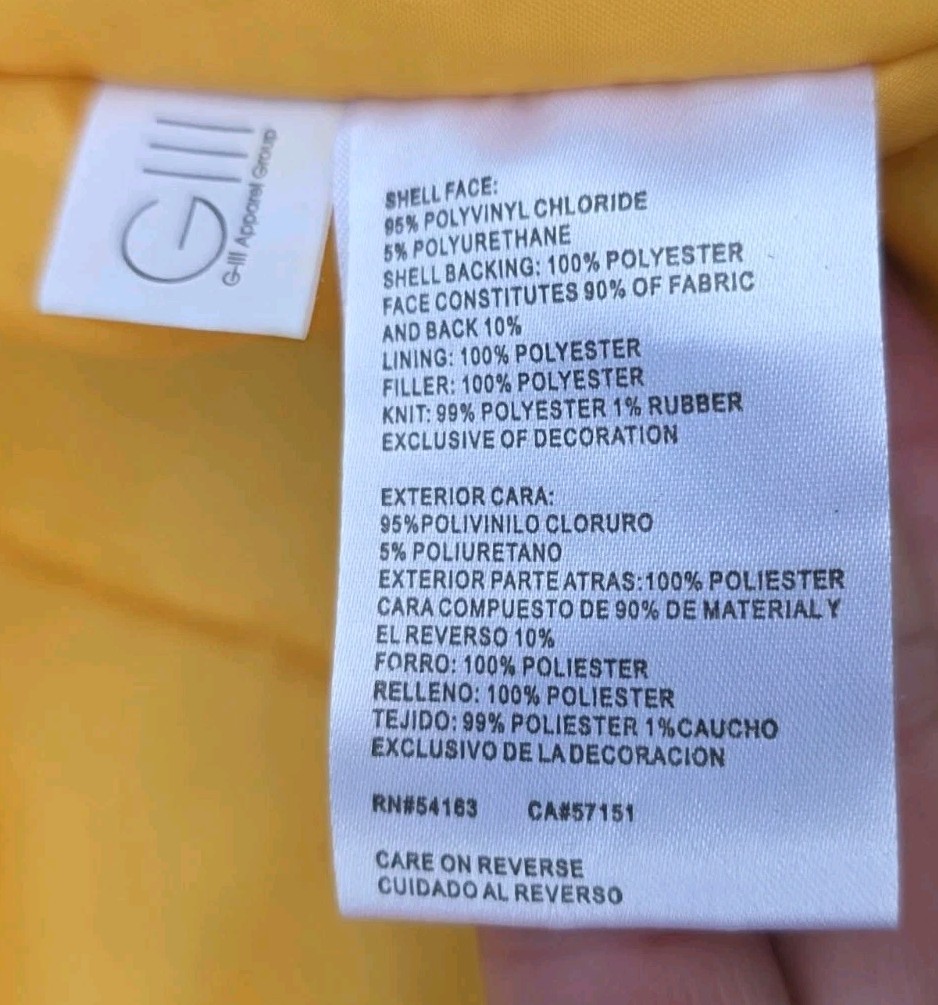 GIII
G-III Apparel Group
SHELL FACE:
95% POLYVINYL CHLORIDE
5% POLYURETHANE
SHELL BACKING: 100% POLYESTER
FACE CONSTITUTES 90% OF FABRIC
AND BACK 10%
LINING: 100% POLYESTER
FILLER: 100% POLYESTER
KNIT: 99% POLYESTER 1% RUBBER
EXCLUSIVE OF DECORATION
EXTERIOR CARA:
95%POLIVINILO CLORURO
5% POLIURETANO
EXTERIOR PARTE ATRAS:100% POLIESTER
CARA COMPUESTO DE 90% DE MATERIAL Y
EL REVERSO 10%
FORRO: 100% POLIESTER
RELLENO: 100% POLIESTER
TEJIDO: 99% POLIESTER 1%CAUCHO
EXCLUSIVO DE LA DECORACION
RN#54163 CA#57151
CARE ON REVERSE
CUIDADO AL REVERSO